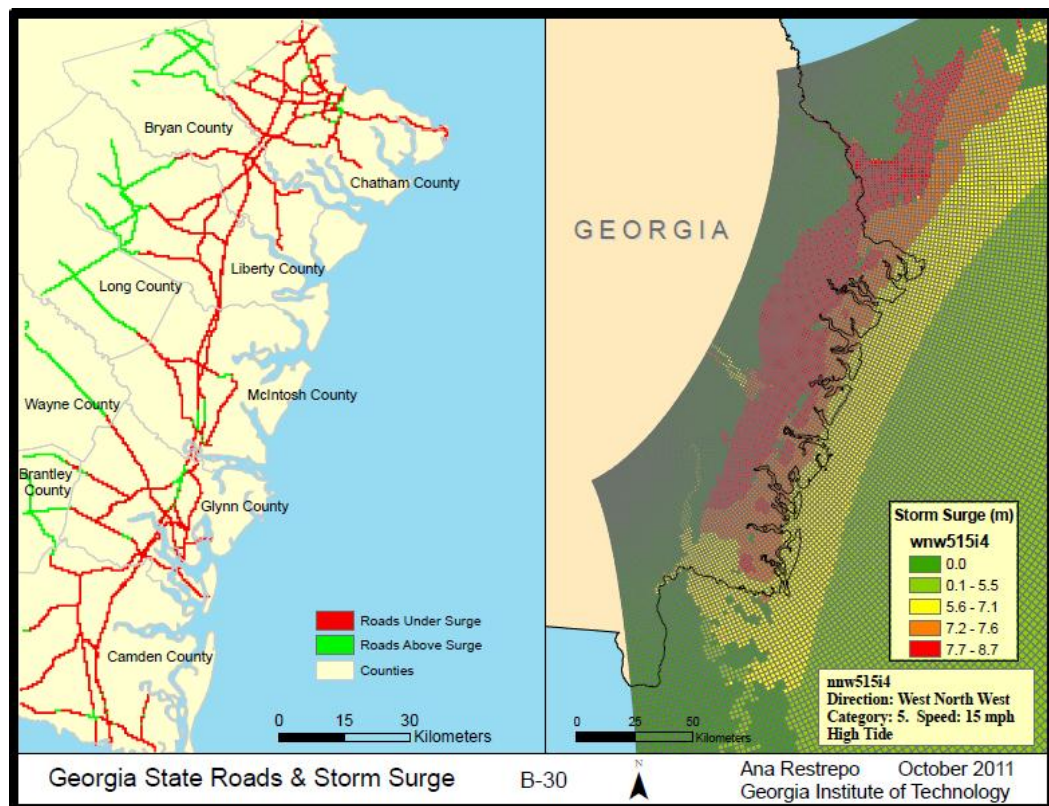 Bryan County
Chatham County
Liberty County
Long County
McIntosh County
Wayne County
Brantley
County
Glynn County
Camden County
Roads Under Surge
Roads Above Surge
Counties
0 15 30
Kilometers
GEORGIA
Storm Surge (m)
wnw515i4
0.0
0.1 - 5.5
5.6 - 7.1
7.2 - 7.6
7.7 - 8.7
nnw515i4
Direction: West North West
Category: 5. Speed: 15 mph
High Tide
0 25 50
Kilometers
Georgia State Roads & Storm Surge
B-30
N
Ana Restrepo October 2011
Georgia Institute of Technology